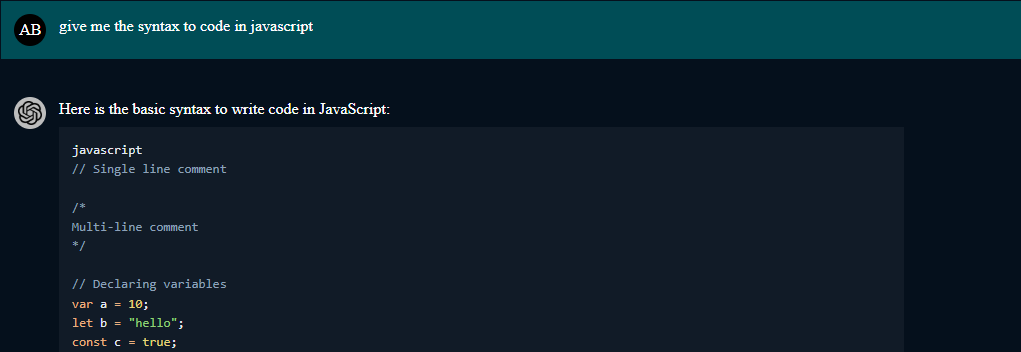 AB
give me the syntax to code in javascript
Here is the basic syntax to write code in JavaScript:
javascript
// Single line comment
/*
Multi-line comment
*/
// Declaring variables
var a = 10;
let b = "hello";
const c = true;